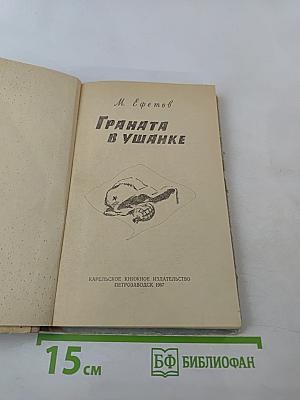 М. Ефетов
ГРАНАТА
В УШАНКЕ
КАРЕЛЬСКОЕ КНИЖНОЕ ИЗДАТЕЛЬСТВО
ПЕТРОЗАВОДСК 1967
15 см
БФ БИБЛИОФАН